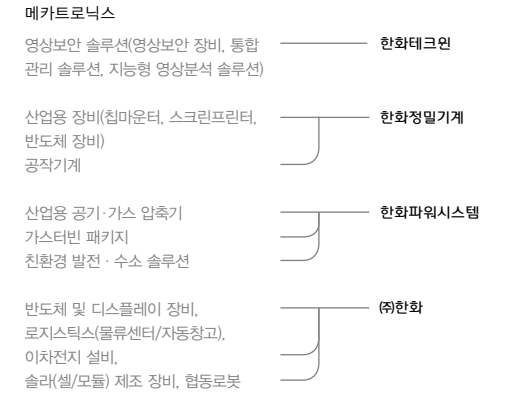 메카트로닉스
영상보안 솔루션(영상보안 장비, 통합 한화테크윈
관리 솔루션, 지능형 영상분석 솔루션)
산업용 장비(칩마운터, 스크린프린터, 한화정밀기계
반도체 장비)
공작기계
산업용 공기·가스 압축기 한화파워시스템
가스터빈 패키지
친환경 발전 · 수소 솔루션
반도체 및 디스플레이 장비, ㈜한화
로지스틱스(물류센터/자동창고),
이차전지 설비,
솔라(셀/모듈) 제조 장비, 협동로봇